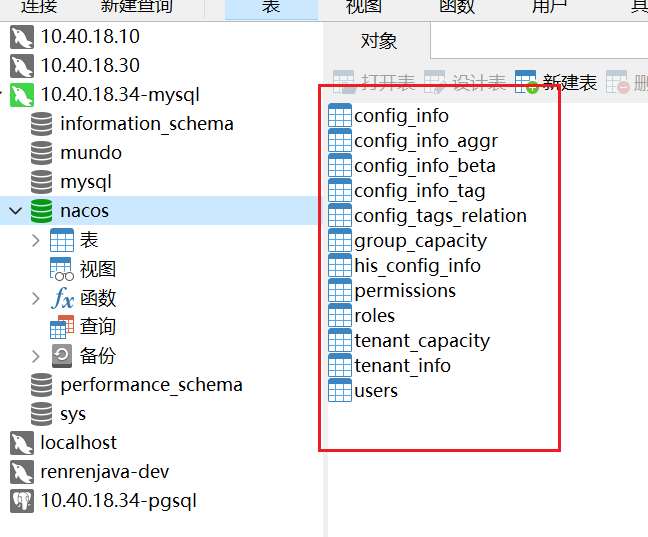 连接 新建查询 表 视图 函数 用户
10.40.18.10
10.40.18.30
10.40.18.34-mysql
information_schema
mundo
mysql
nacos
表
视图
函数
查询
备份
performance_schema
sys
localhost
renrenjava-dev
10.40.18.34-pgsql
对象
打开表 设计表 新建表
config_info
config_info_aggr
config_info_beta
config_info_tag
config_tags_relation
group_capacity
his_config_info
permissions
roles
tenant_capacity
tenant_info
users